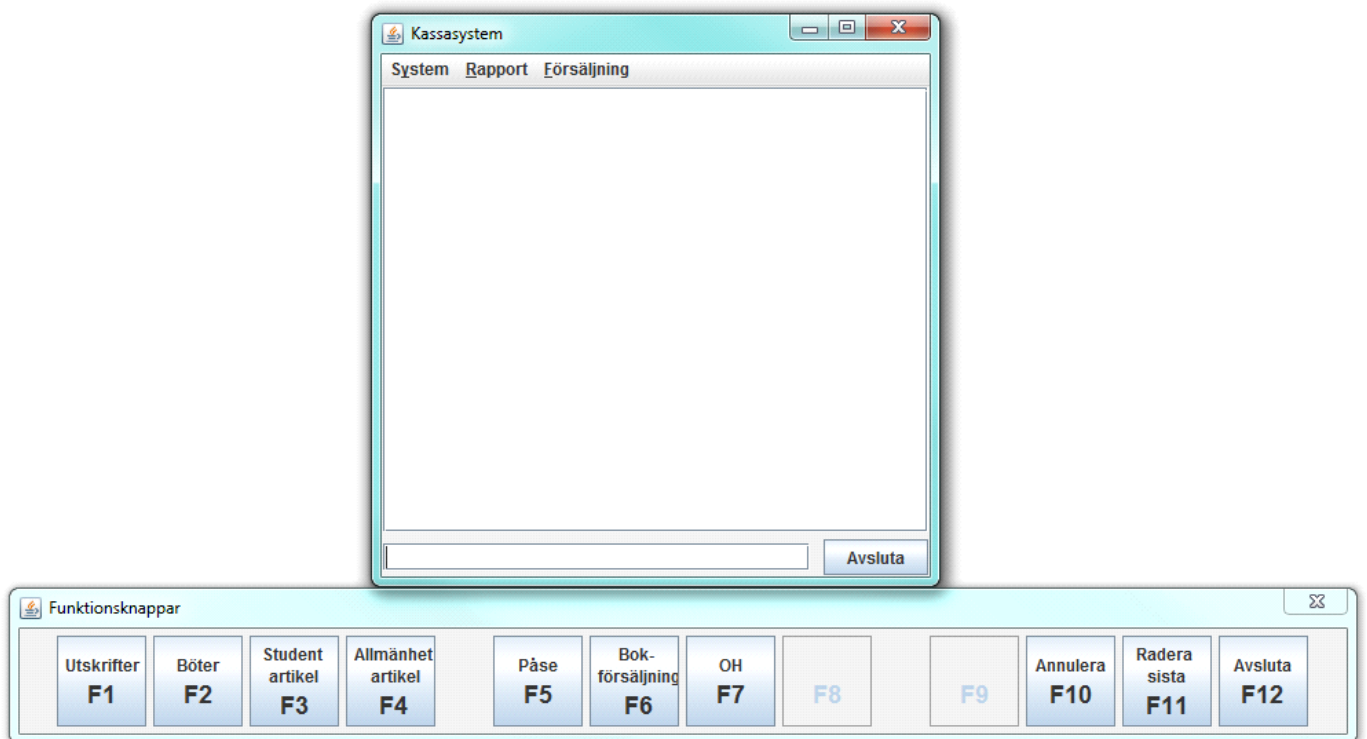 Kassasystem
System Rapport Försäljning
Avsluta
Funktionsknappar
Utskrifter
F1
Böter
F2
Student
artikel
F3
Allmänhet
artikel
F4
Påse
F5
Bok-
försäljning
F6
OH
F7
F8
F9
Annulera
F10
Radera
sista
F11
Avsluta
F12